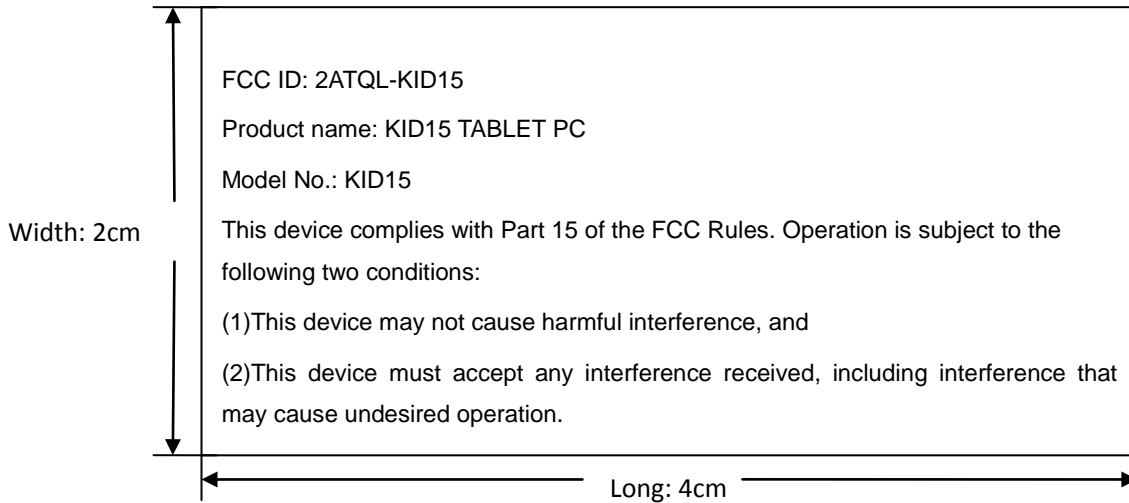 FCC ID: 2ATQL-KID15
Product name: KID15 TABLET PC
Model No.: KID15
Width: 2cm
This device complies with Part 15 of the FCC Rules. Operation is subject to the
following two conditions:
(1)This device may not cause harmful interference, and
(2)This device must accept any interference received, including interference that
may cause undesired operation.
Long: 4cm